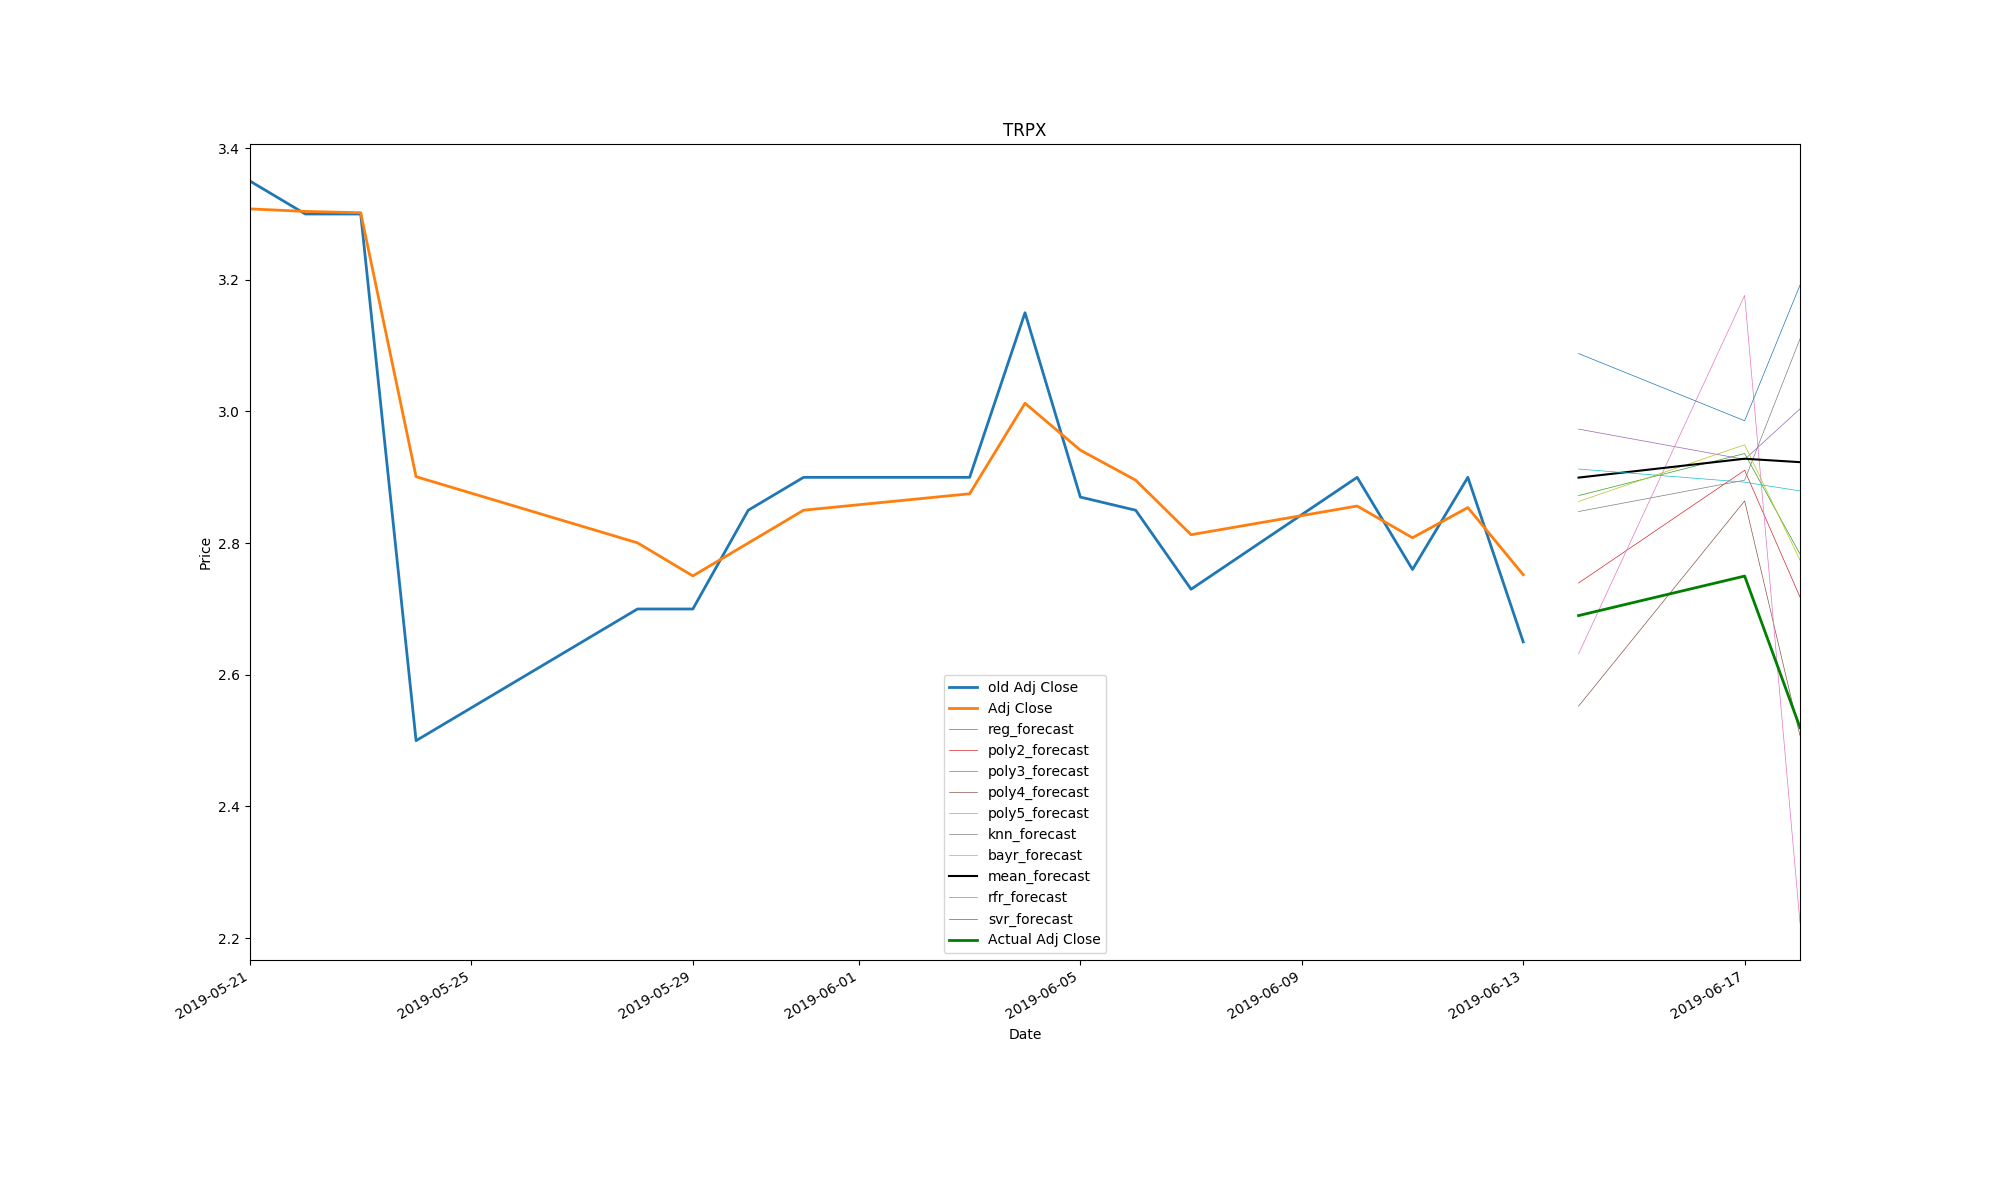 TRPX
3.4
3.2
3.0
2.8
2.6
2.4
2.2
Price
old Adj Close
Adj Close
reg_forecast
poly2_forecast
poly3_forecast
poly4_forecast
poly5_forecast
knn_forecast
bayr_forecast
mean_forecast
rfr_forecast
svr_forecast
Actual Adj Close
2019-05-21
2019-05-25
2019-05-29
2019-06-01
2019-06-05
2019-06-09
2019-06-13
2019-06-17
Date